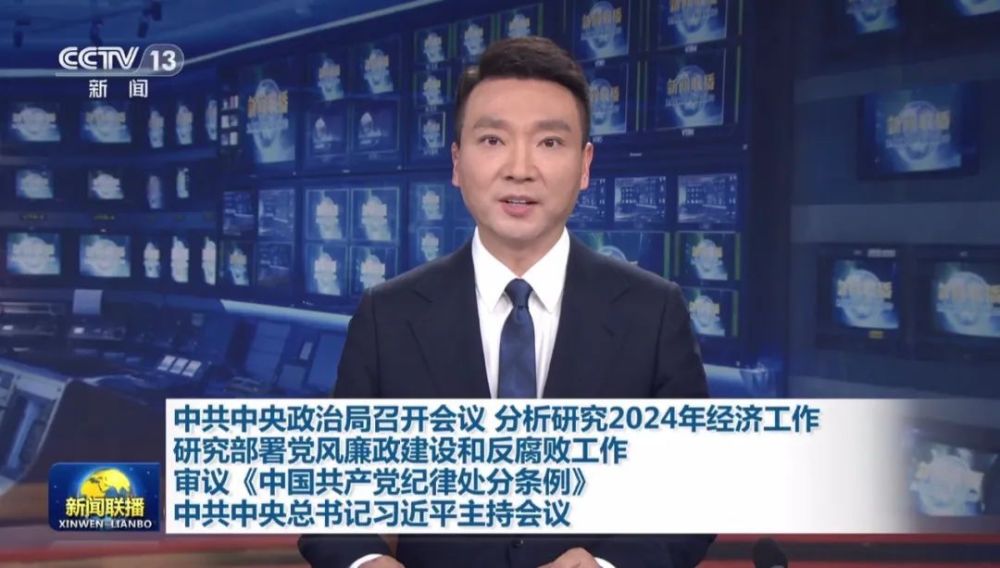 CCTV 13
新闻
中共中央政治局召开会议 分析研究2024年经济工作
研究部署党风廉政建设和反腐败工作
审议《中国共产党纪律处分条例》
中共中央总书记习近平主持会议
新闻联播
XINWEN LIANBO